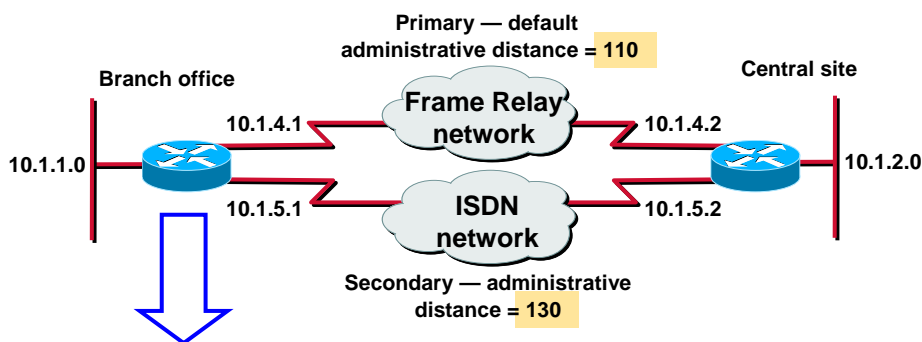 Primary — default
administrative distance = 110
Branch office
Central site
Frame Relay
network
10.1.4.1
10.1.4.2
10.1.1.0
10.1.2.0
10.1.5.1
ISDN
network
10.1.5.2
Secondary — administrative
distance = 130